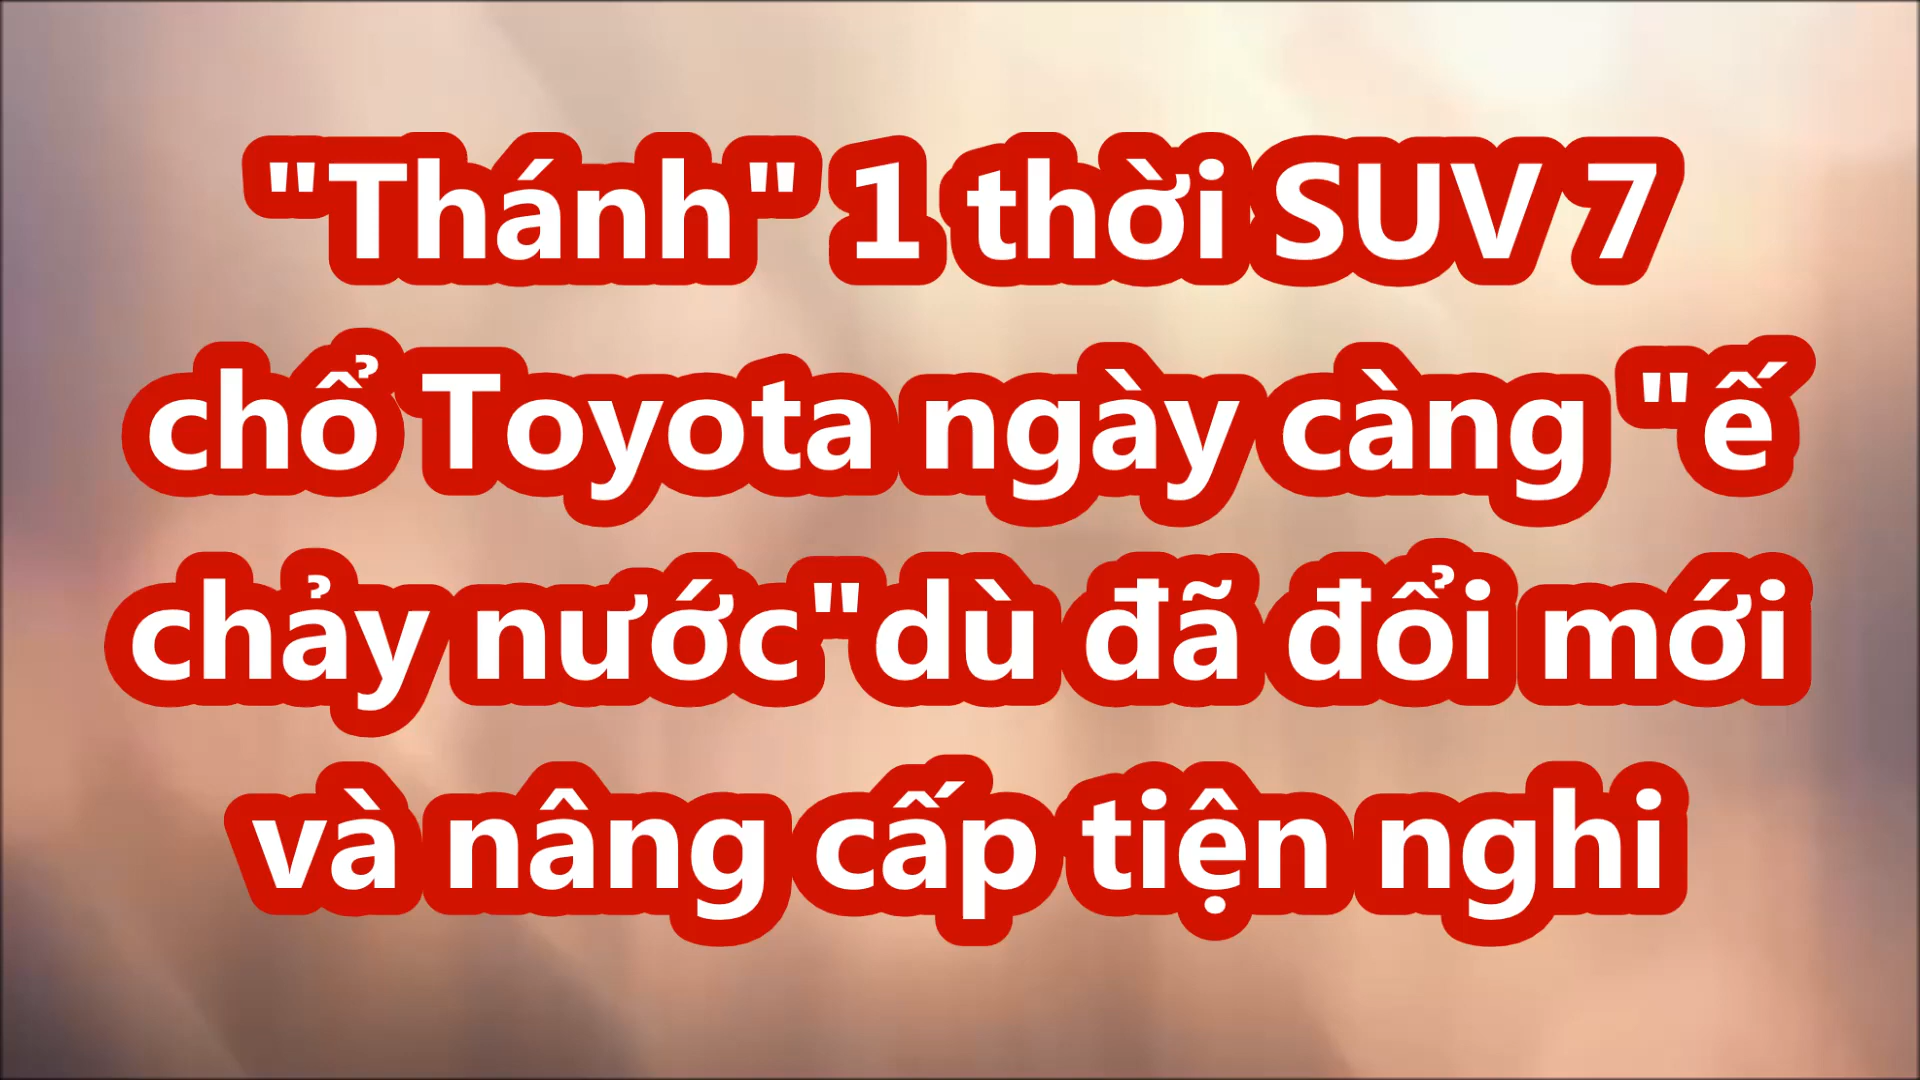 "Thánh" 1 thời SUV 7
chổ Toyota ngày càng "ế
chảy nước"dù đã đổi mới
và nâng cấp tiện nghi